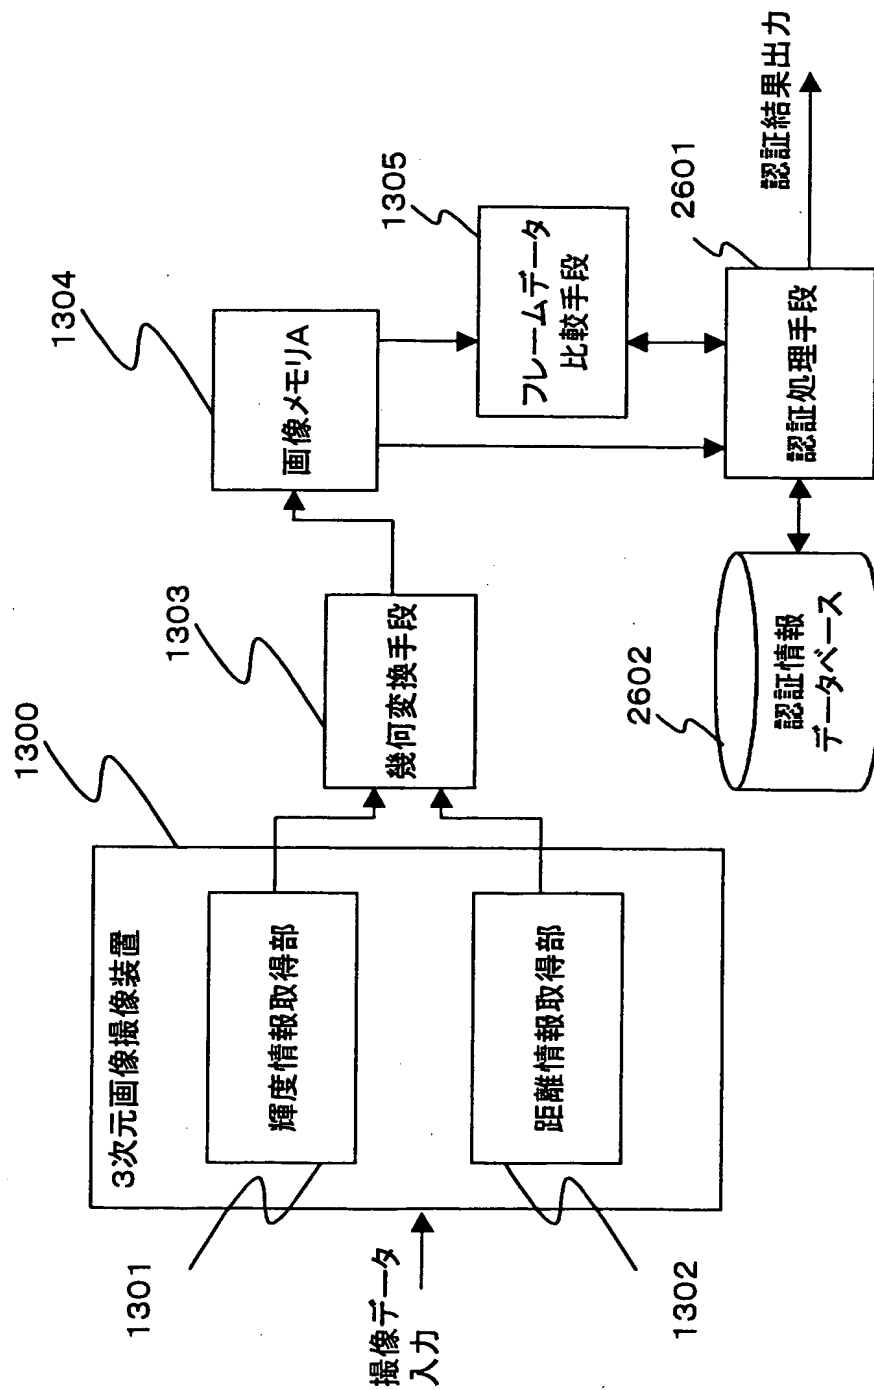 撮像データ
入力
3次元画像撮像装置
1300
輝度情報取得部
1301
距離情報取得部
1302
幾何変換手段
1303
画像メモリA
1304
フレームデータ
比較手段
1305
認証処理手段
2601
認証情報
データベース
2602
認証結果出力